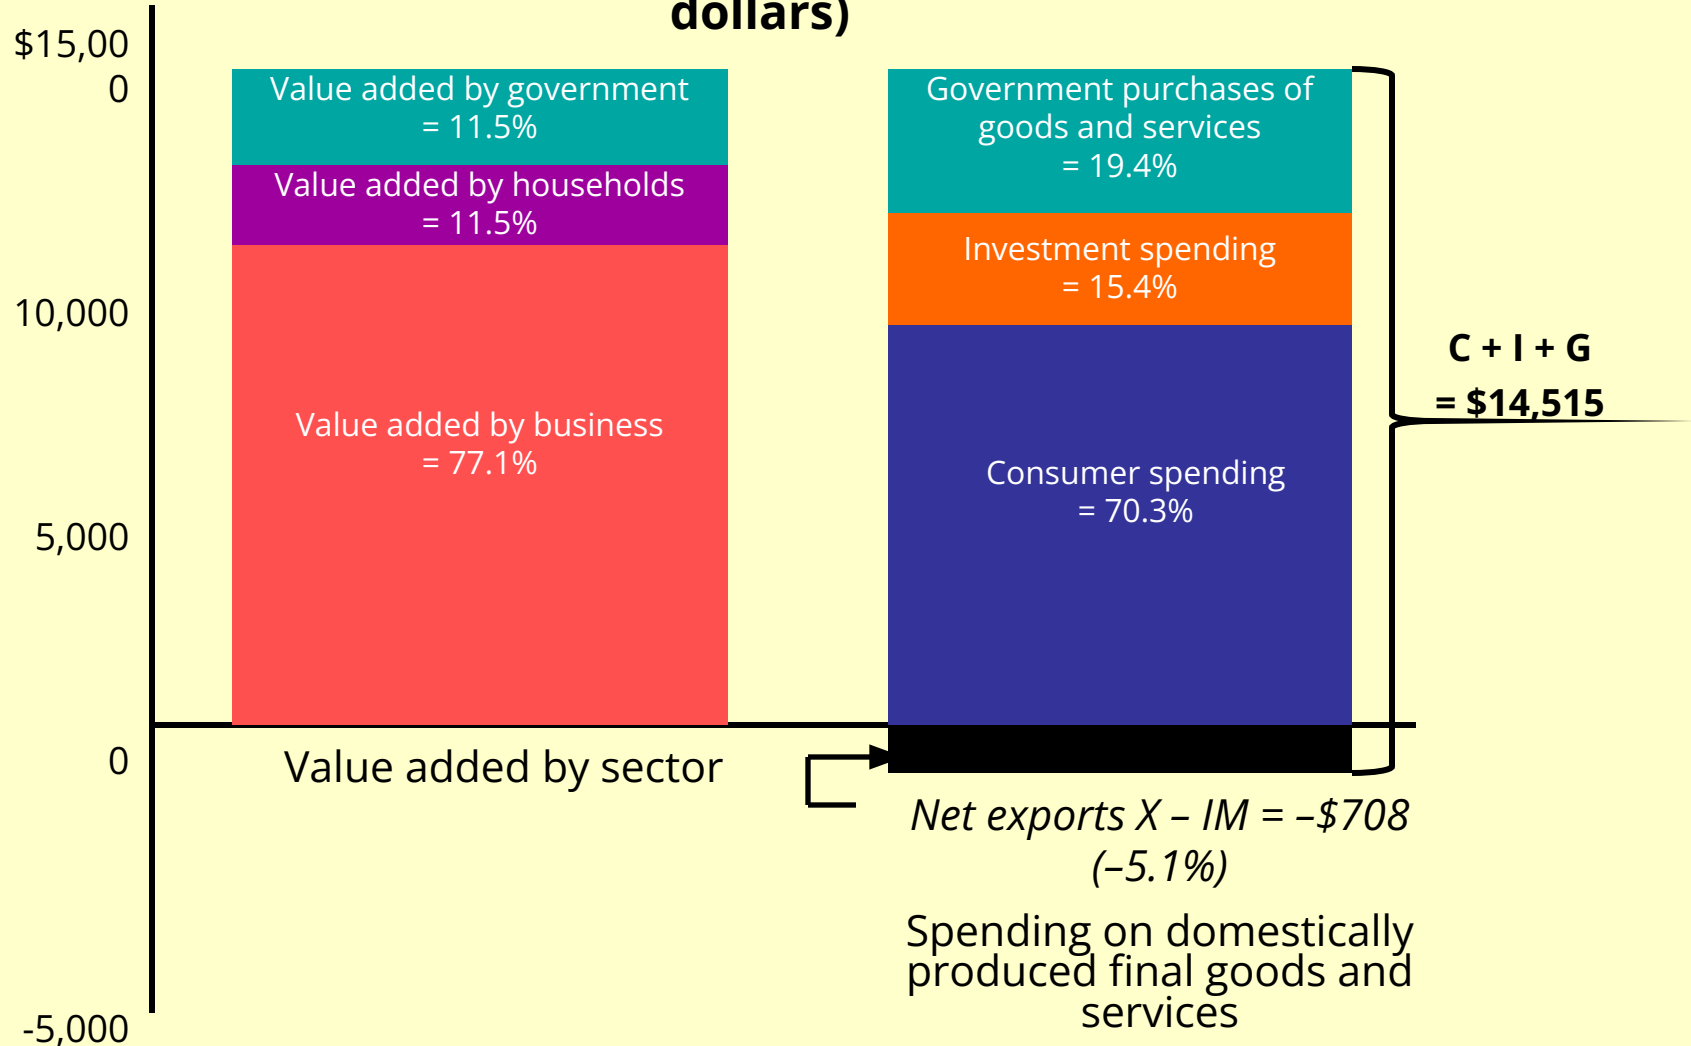 dollars)
$15,00
0
10,000
5,000
0
-5,000
Value added by government
= 11.5%
Value added by households
= 11.5%
Value added by business
= 77.1%
Value added by sector
Government purchases of
goods and services
= 19.4%
Investment spending
= 15.4%
Consumer spending
= 70.3%
C + I + G
= $14,515
Net exports X – IM = –$708
(–5.1%)
Spending on domestically
produced final goods and
services